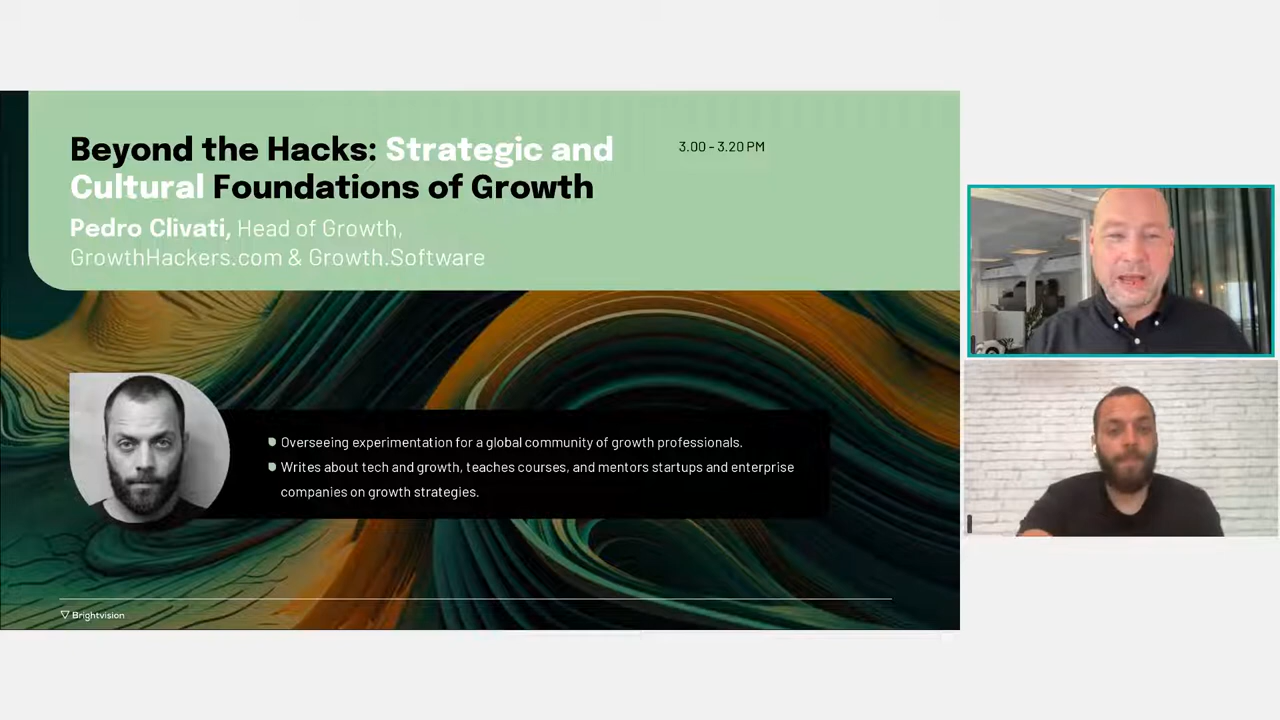 Beyond the Hacks: Strategic and
Cultural Foundations of Growth
3.00 - 3.20 PM
Pedro Clivati, Head of Growth,
GrowthHackers.com & Growth.Software
Overseeing experimentation for a global community of growth professionals.
Writes about tech and growth, teaches courses, and mentors startups and enterprise
companies on growth strategies.
Brightvision